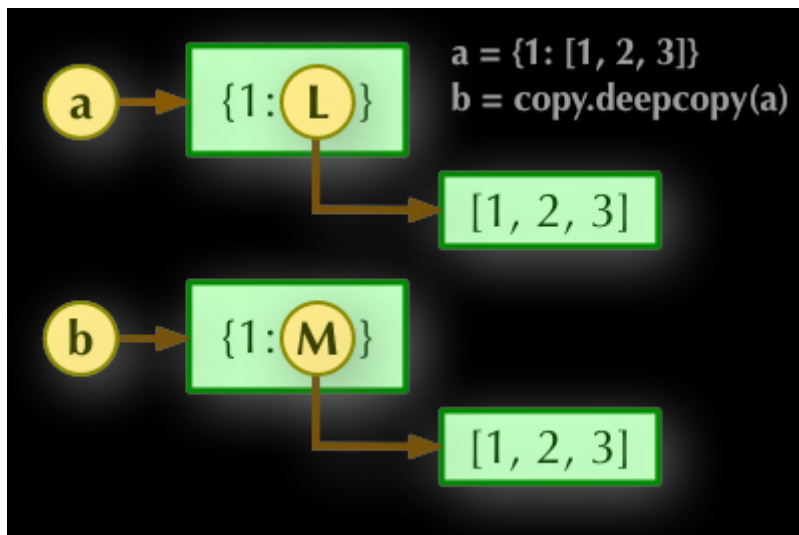 a = {1: [1, 2, 3]}
b = copy.deepcopy(a)
a
{1: L }
[1, 2, 3]
b
{1: M }
[1, 2, 3]